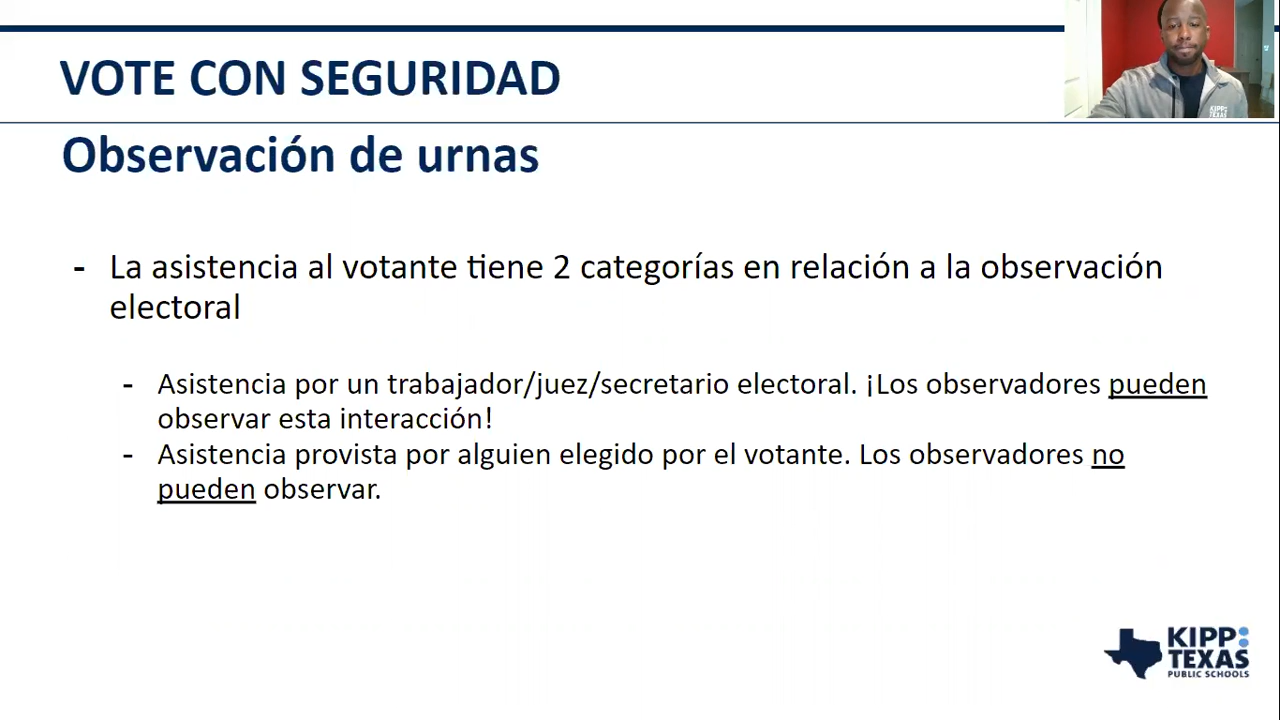 VOTE CON SEGURIDAD
KIPP
TEXAS
Observación de urnas
- La asistencia al votante tiene 2 categorías en relación a la observación
electoral
- Asistencia por un trabajador/juez/secretario electoral. ¡Los observadores pueden
observar esta interacción!
- Asistencia provista por alguien elegido por el votante. Los observadores no
pueden observar.
KIPP:
TEXAS
PUBLIC SCHOOLS